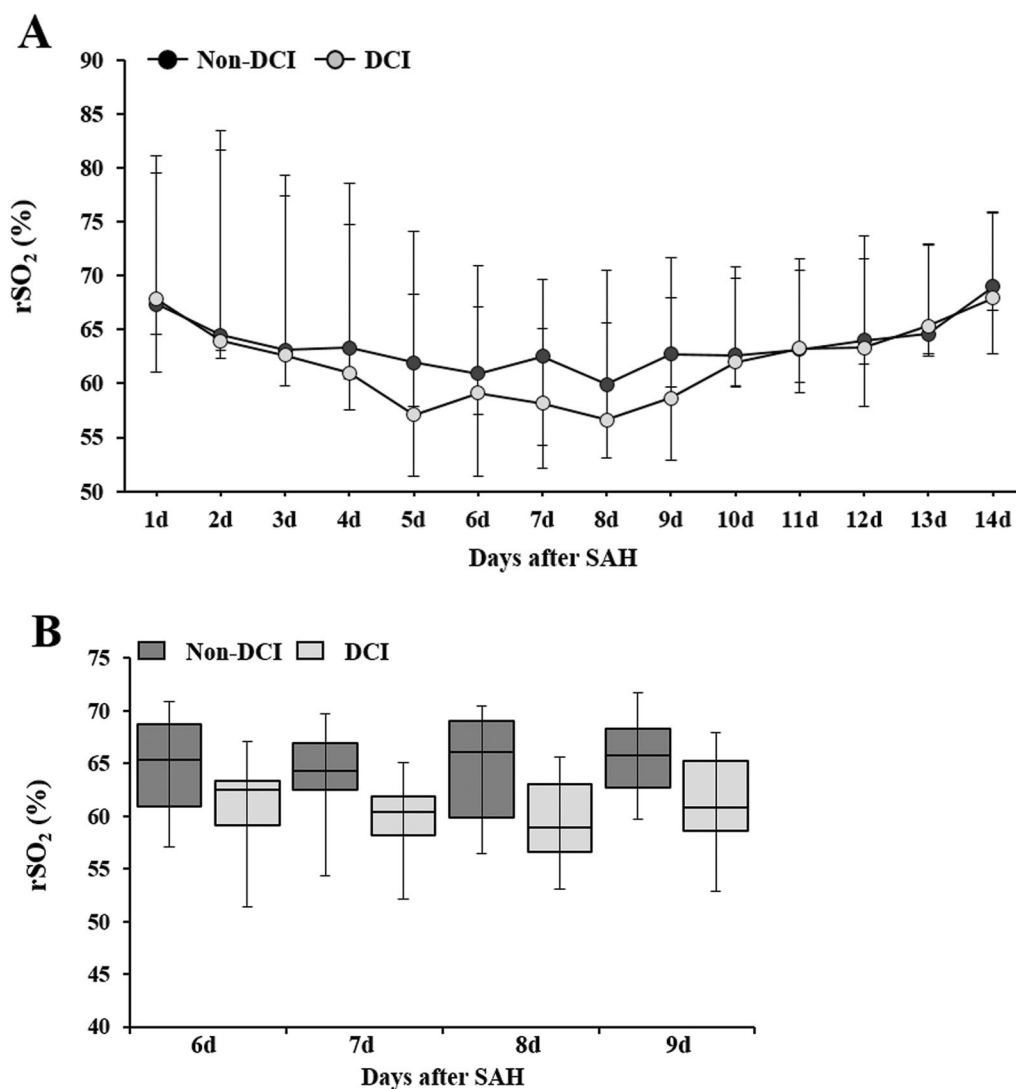 A
Non-DCI DCI
90
85
80
75
70
65
60
55
50
rSO₂ (%)
1d 2d 3d 4d 5d 6d 7d 8d 9d 10d 11d 12d 13d 14d
Days after SAH
B
Non-DCI DCI
75
70
65
60
55
50
45
40
rSO₂ (%)
6d 7d 8d 9d
Days after SAH